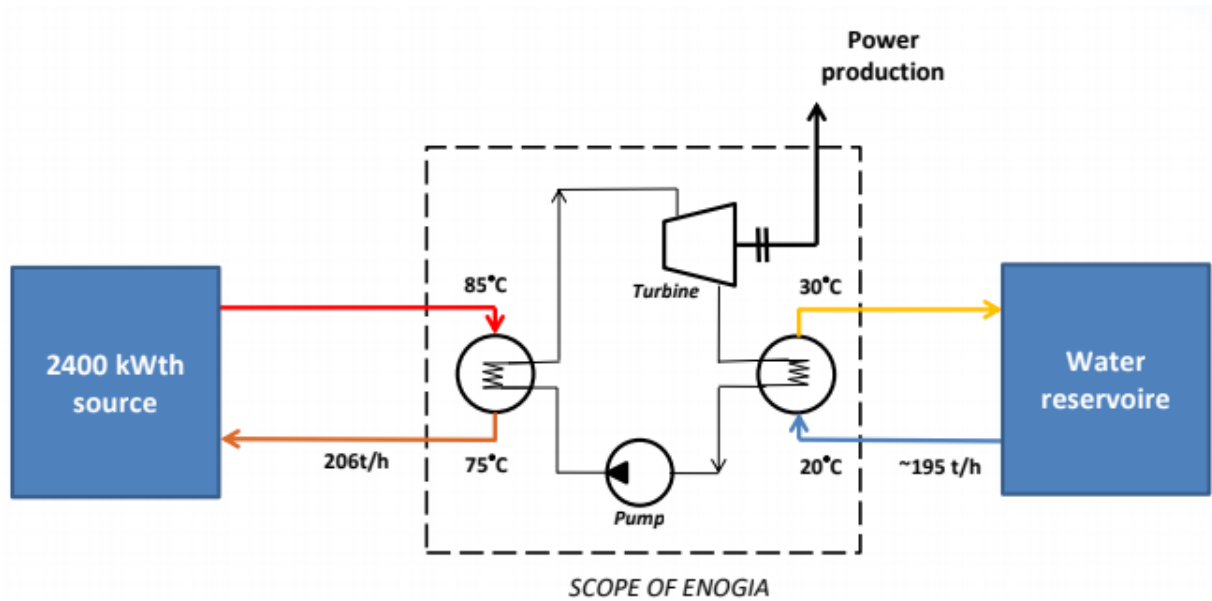 Power
production
85°C
Turbine
30°C
2400 kWth
source
Water
reservoire
206t/h
75°C
20°C
~195 t/h
Pump
SCOPE OF ENOGIA